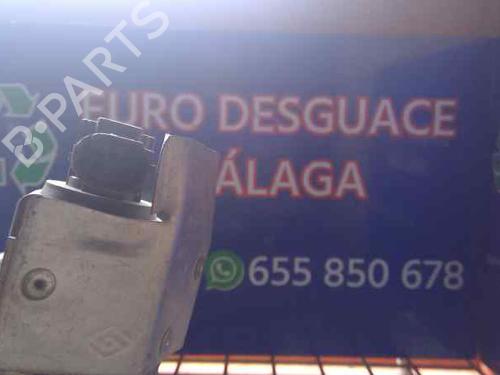 B-PARTS
EURO DESGUACE
ÁLAGA
655 850 678